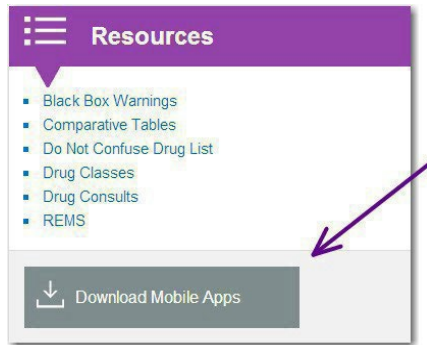 Resources
Black Box Warnings
Comparative Tables
Do Not Confuse Drug List
Drug Classes
Drug Consults
REMS
Download Mobile Apps